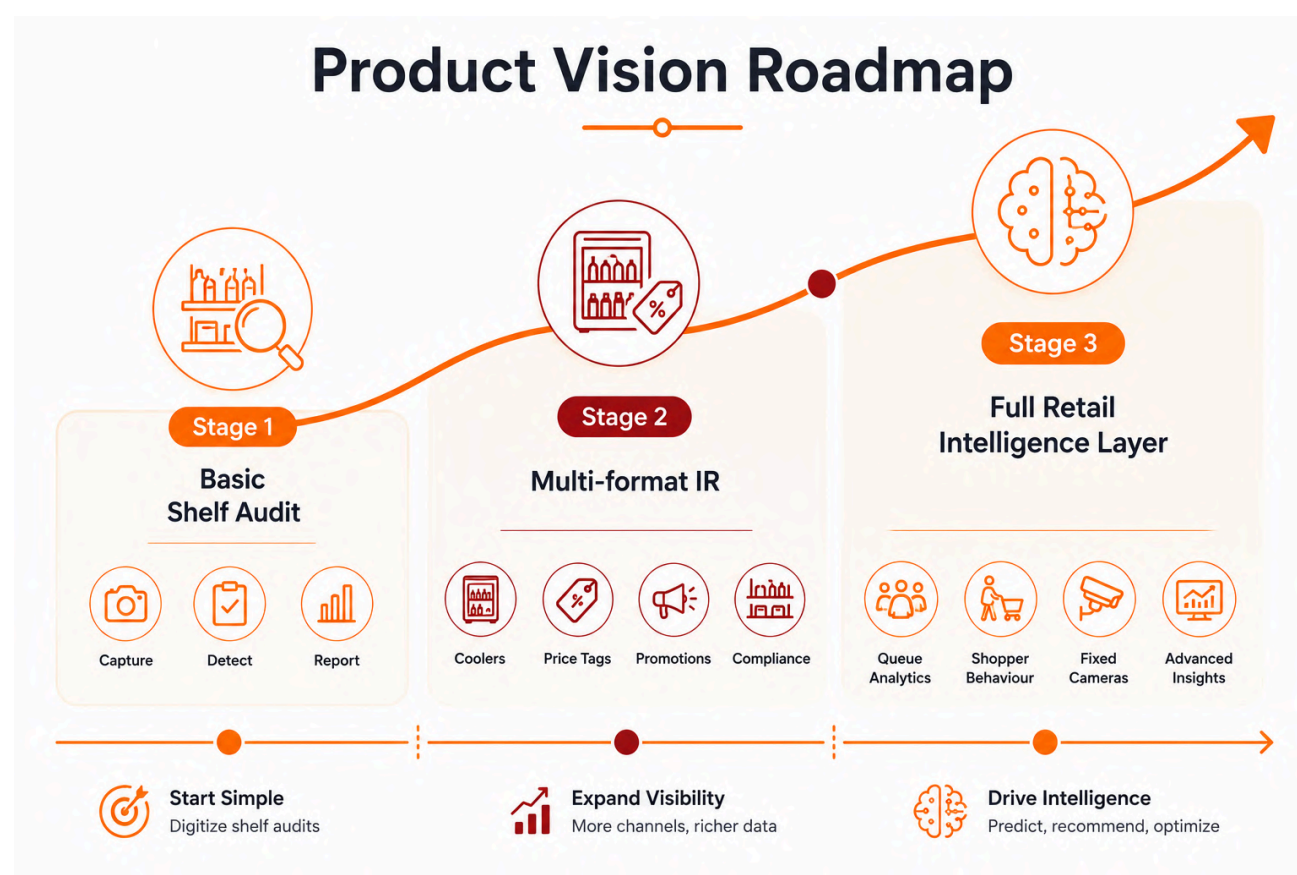 Product Vision Roadmap
Stage 1
Basic
Shelf Audit
Capture
Detect
Report
Stage 2
Multi-format IR
Coolers
Price Tags
Promotions
Compliance
Stage 3
Full Retail
Intelligence Layer
Queue
Analytics
Shopper
Behaviour
Fixed
Cameras
Advanced
Insights
Start Simple
Digitize shelf audits
Expand Visibility
More channels, richer data
Drive Intelligence
Predict, recommend, optimize